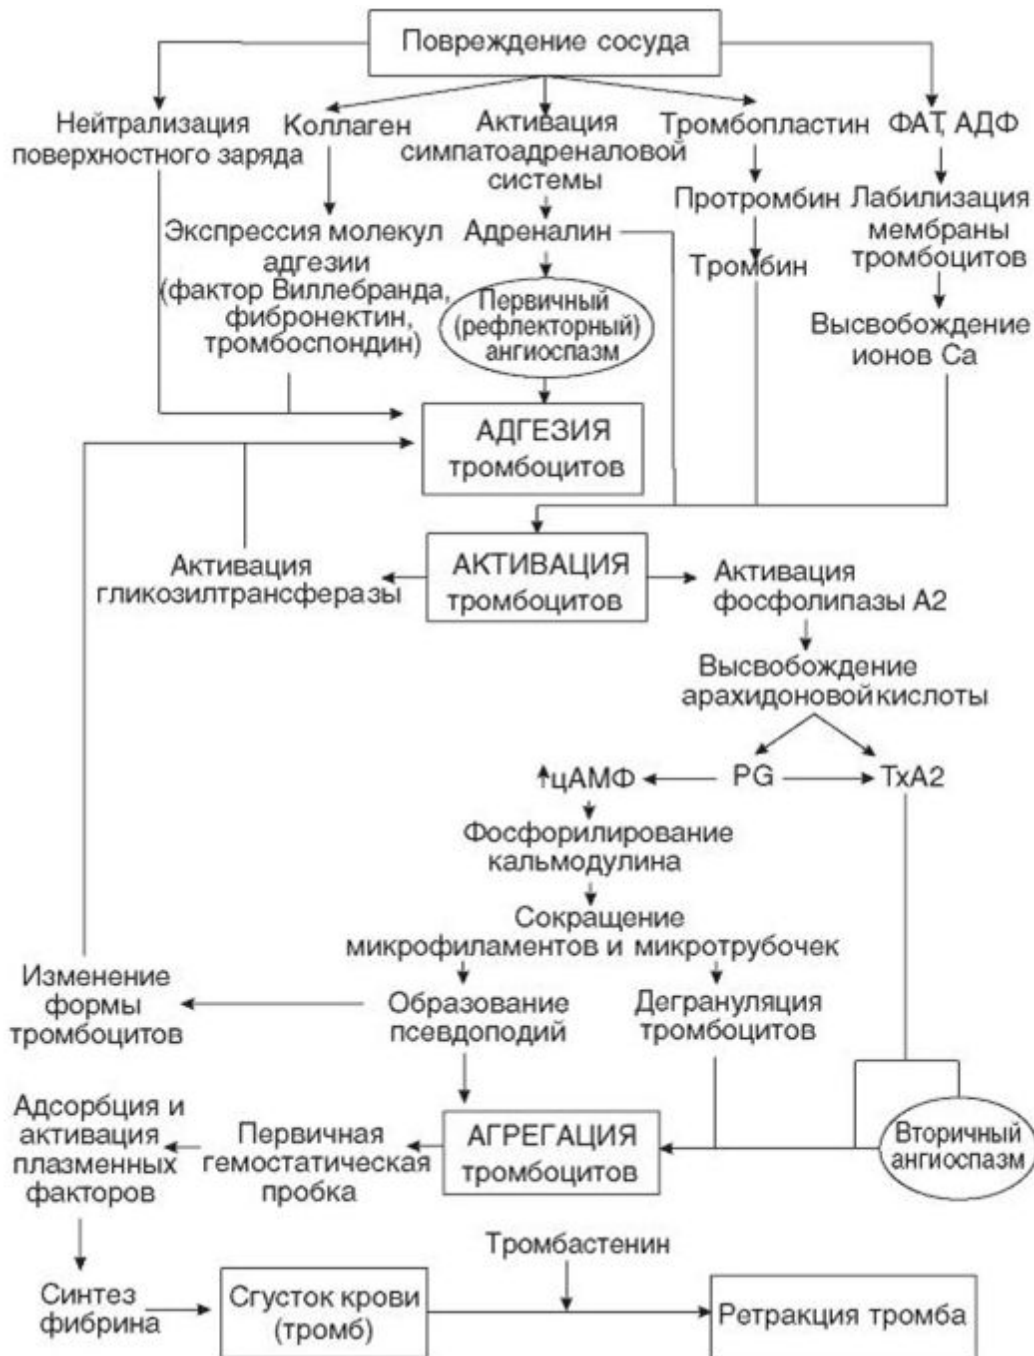 Повреждение сосуда
Нейтрализация
поверхностного заряда
Коллаген
Активация
симпатоадреналовой
системы
Тромбопластин
ФАТ, АДФ
Экспрессия молекул
адгезии
(фактор Виллебранда,
фибронектин,
тромбоспондин)
Адреналин
Первичный
(рефлекторный)
ангиоспазм
Протромбин
Тромбин
Лабилизация
мембраны
тромбоцитов
Высвобождение
ионов Ca
АДГЕЗИЯ
тромбоцитов
Активация
гликозилтрансферазы
АКТИВАЦИЯ
тромбоцитов
Активация
фосфолипазы А2
Высвобождение
арахидоновой кислоты
цАМФ
PG
TxA2
Фосфорилирование
кальмодулина
Сокращение
микрофиламентов и микротрубочек
Изменение
формы
тромбоцитов
Образование
псевдоподий
Дегрануляция
тромбоцитов
Адсорбция и
активация
плазменных
факторов
Первичная
гемостатическая
пробка
АГРЕГАЦИЯ
тромбоцитов
Вторичный
ангиоспазм
Тромбастенин
Синтез
фибрина
Сгусток крови
(тромб)
Ретракция тромба